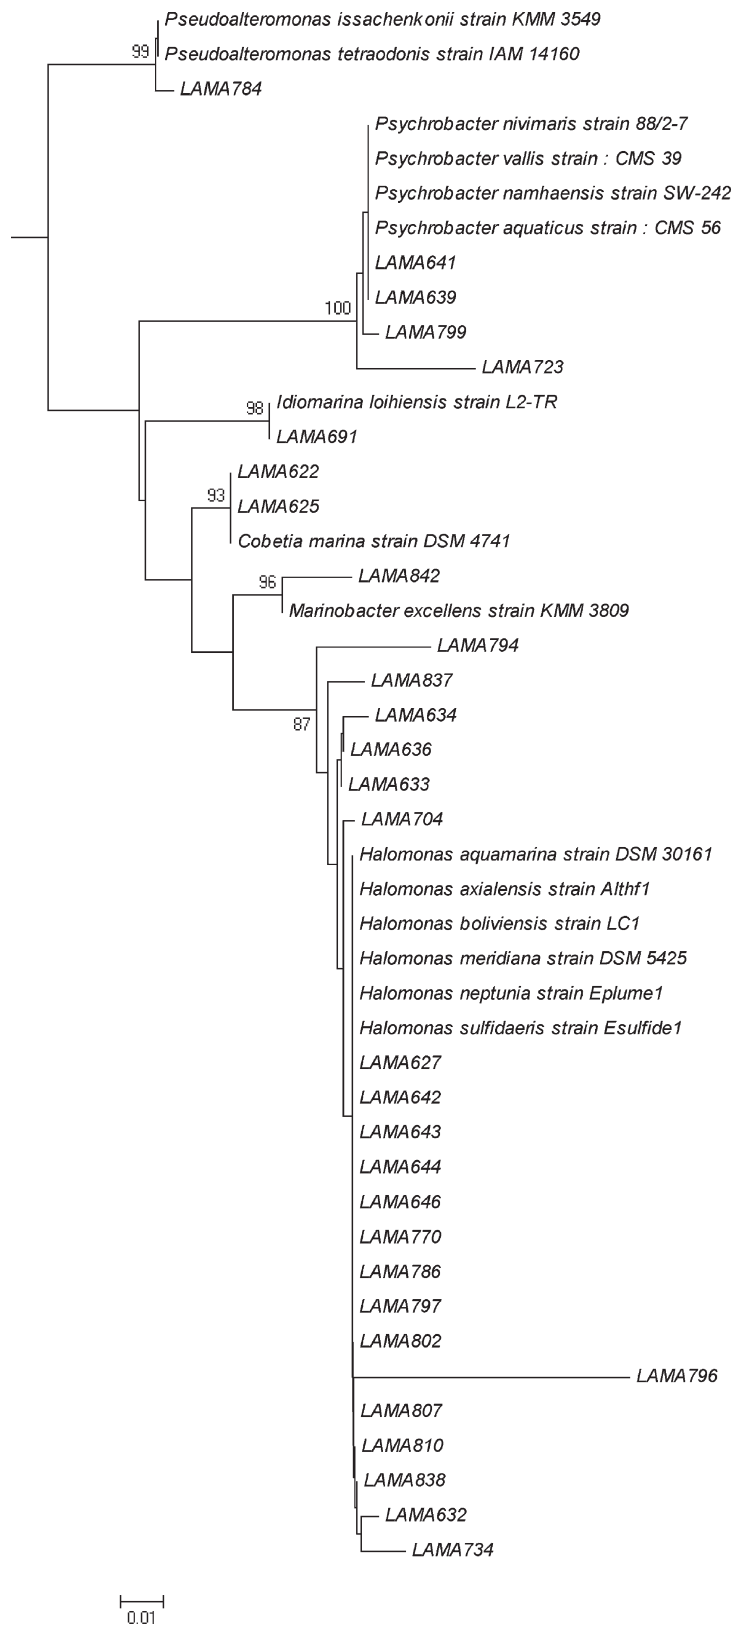 Pseudoalteromonas issachenkonii strain KMM 3549
99
Pseudoalteromonas tetraodonis strain IAM 14160
LAMA784
Psychrobacter nivimaris strain 88/2-7
Psychrobacter vallis strain : CMS 39
Psychrobacter namhaensis strain SW-242
Psychrobacter aquaticus strain : CMS 56
LAMA641
LAMA639
100
LAMA799
LAMA723
Idiomarina loihiensis strain L2-TR
98
LAMA691
LAMA622
93
LAMA625
Cobetia marina strain DSM 4741
LAMA842
96
Marinobacter excellens strain KMM 3809
LAMA794
LAMA837
LAMA634
87
LAMA636
LAMA633
LAMA704
Halomonas aquamarina strain DSM 30161
Halomonas axialensis strain Althf1
Halomonas boliviensis strain LC1
Halomonas meridiana strain DSM 5425
Halomonas neptunia strain Eplume1
Halomonas sulfidaeris strain Esulfide1
LAMA627
LAMA642
LAMA643
LAMA644
LAMA646
LAMA770
LAMA786
LAMA797
LAMA802
LAMA796
LAMA807
LAMA810
LAMA838
LAMA632
LAMA734
0.01